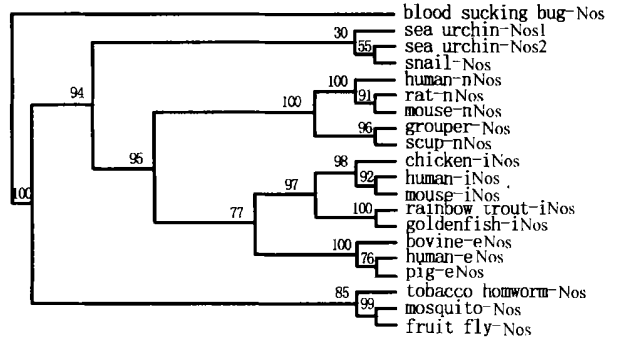 blood sucking bug-Nos
30 sea urchin-Nos1
55 sea urchin-Nos2
snail-Nos
94
100 human-nNos
91 rat-nNos
mouse-nNos
100
96 grouper-Nos
scup-nNos
95
98 chicken-iNos
92 human-iNos
mouse-iNos
97
100 rainbow trout-iNos
goldenfish-iNos
77
100
100 bovine-eNos
76 human-eNos
pig-eNos
85 tobacco homworm-Nos
99 mosquito-Nos
fruit fly-Nos